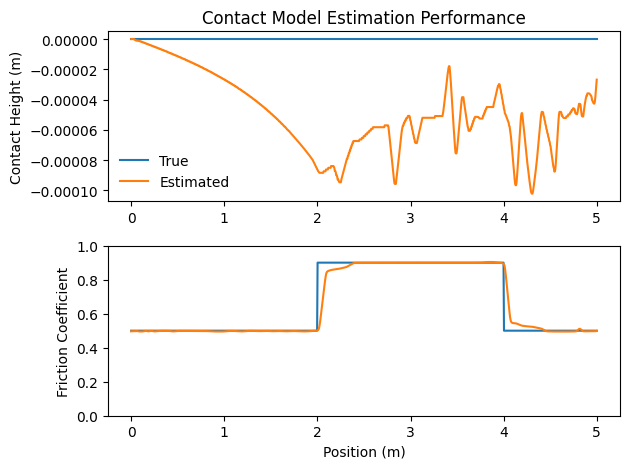 Contact Model Estimation Performance
Contact Height (m)
0.00000
−0.00002
−0.00004
−0.00006
−0.00008
−0.00010
True
Estimated
0 1 2 3 4 5
Friction Coefficient
1.0
0.8
0.6
0.4
0.2
0.0
0 1 2 3 4 5
Position (m)